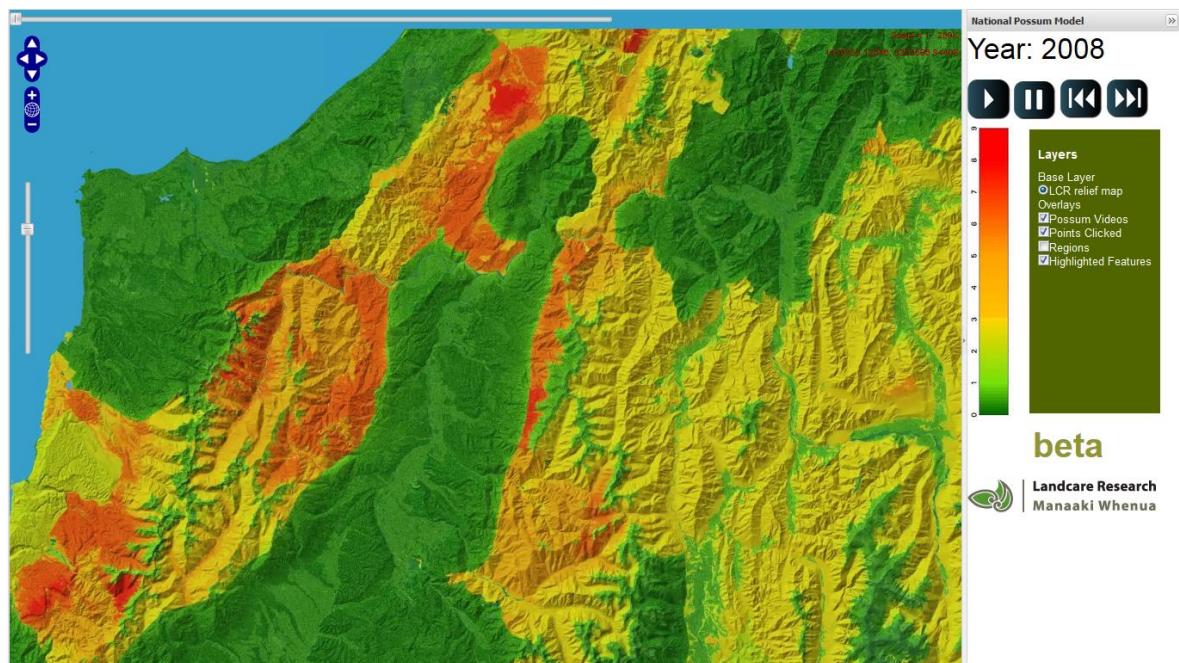 National Possum Model
Year: 2008
9
8
7
6
5
4
3
2
1
0
Layers
Base Layer
LCR relief map
Overlays
Possum Videos
Points Clicked
Regions
Highlighted Features
beta
Landcare Research
Manaaki Whenua